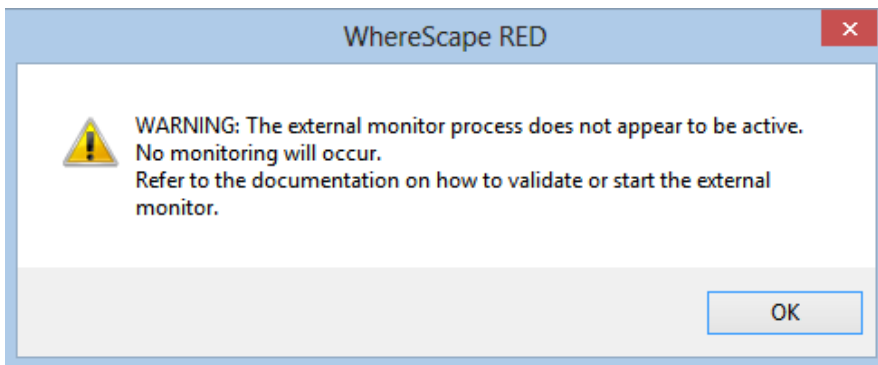 WhereScape RED
WARNING: The external monitor process does not appear to be active.
No monitoring will occur.
Refer to the documentation on how to validate or start the external
monitor.
OK